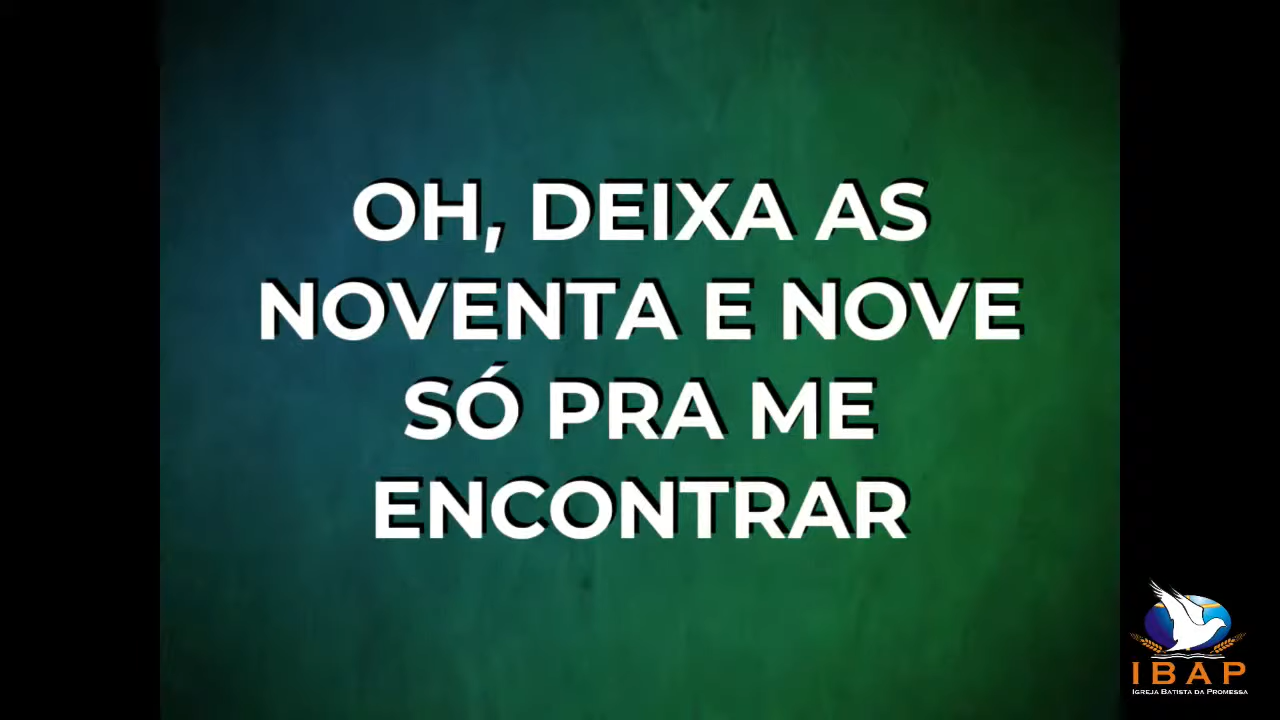 OH, DEIXA AS
NOVENTA E NOVE
SÓ PRA ME
ENCONTRAR
IBAP
IGREJA BATISTA DA PROMESSA